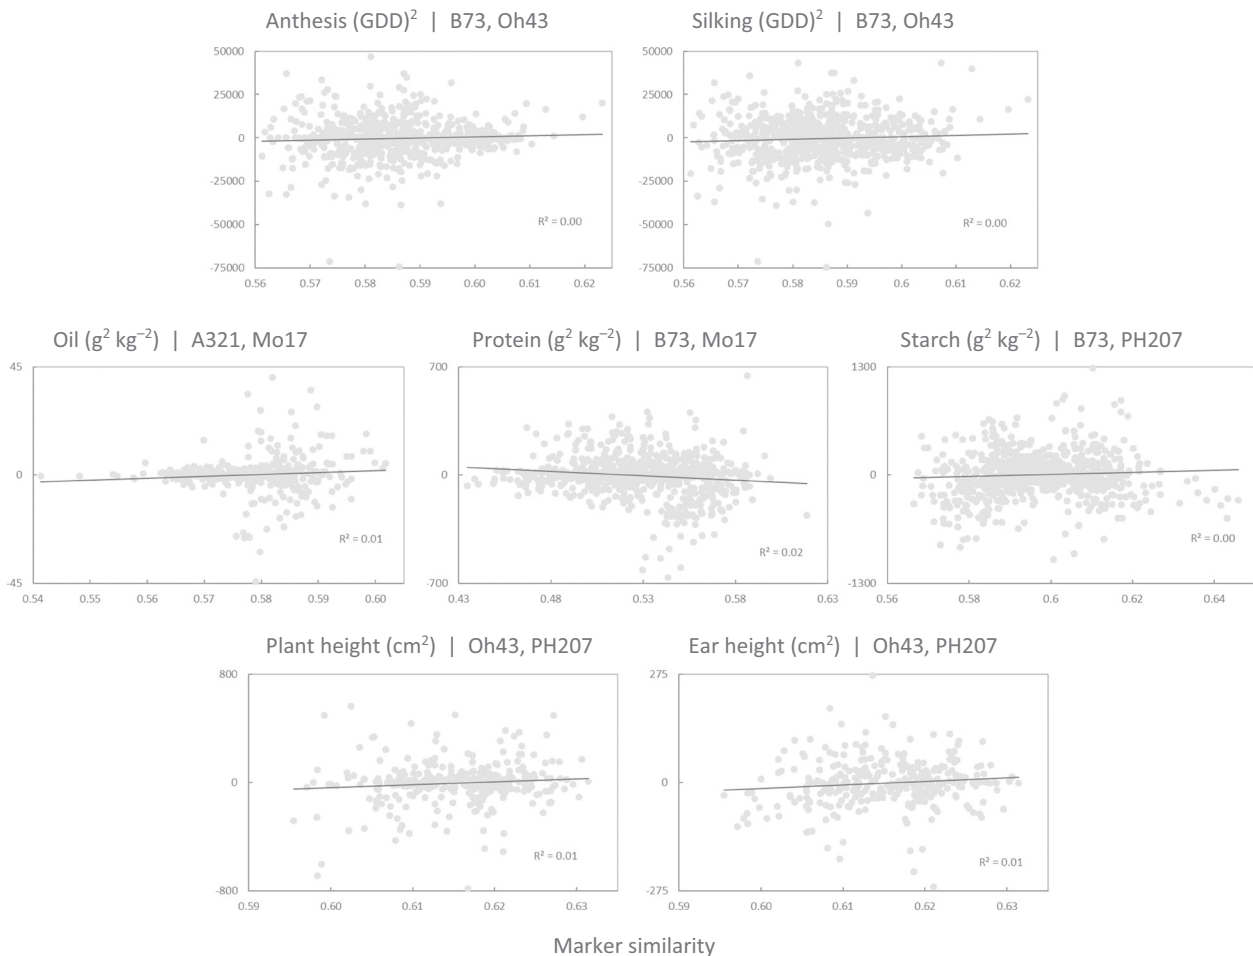 Anthesis (GDD)² | B73, Oh43
Silking (GDD)² | B73, Oh43
50000
25000
0
-25000
-50000
-75000
R² = 0.00
0.56 0.57 0.58 0.59 0.60 0.61 0.62
50000
25000
0
-25000
-50000
-75000
R² = 0.00
0.56 0.57 0.58 0.59 0.6 0.61 0.62
Oil (g² kg⁻²) | A321, Mo17
Protein (g² kg⁻²) | B73, Mo17
Starch (g² kg⁻²) | B73, PH207
45
0
-45
R² = 0.01
0.54 0.55 0.56 0.57 0.58 0.59 0.60
700
0
-700
R² = 0.02
0.43 0.48 0.53 0.58 0.63
1300
0
-1300
R² = 0.00
0.56 0.58 0.6 0.62 0.64
Plant height (cm²) | Oh43, PH207
Ear height (cm²) | Oh43, PH207
800
0
-800
R² = 0.01
0.59 0.60 0.61 0.62 0.63
275
0
-275
R² = 0.01
0.59 0.60 0.61 0.62 0.63
Marker similarity